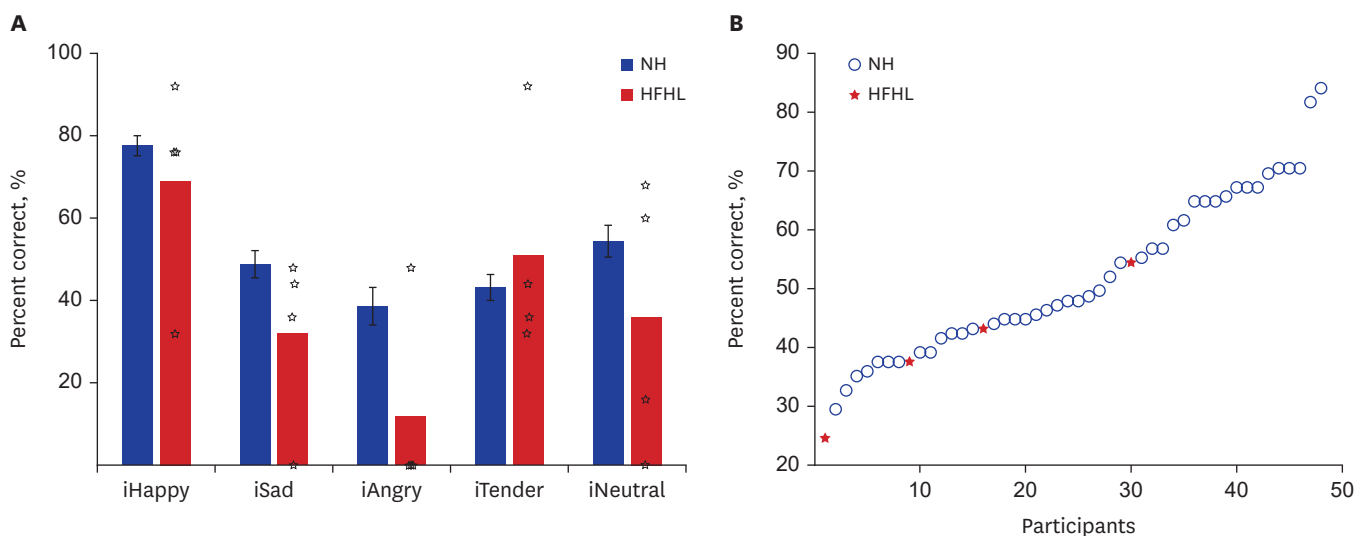 A
Percent correct, %
100
80
60
40
20
NH
HFHL
iHappy
iSad
iAngry
iTender
iNeutral
B
Percent correct, %
90
80
70
60
50
40
30
20
NH
HFHL
10
20
30
40
50
Participants